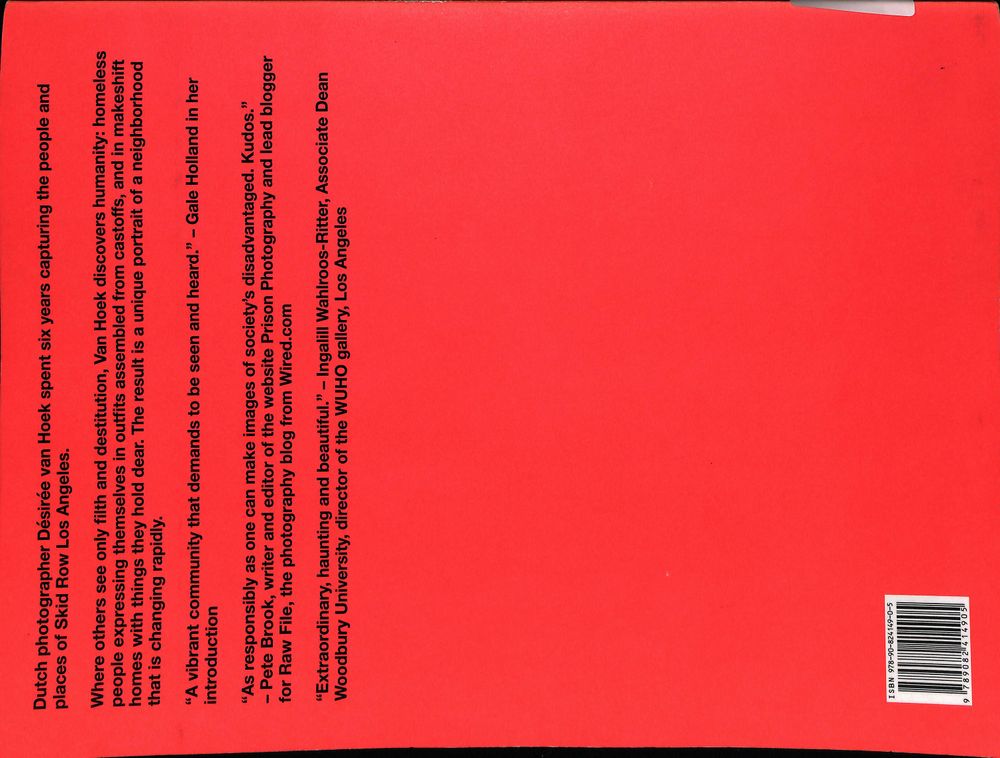 Dutch photographer Désirée van Hoek spent six years capturing the people and
places of Skid Row Los Angeles.
Where others see only filth and destitution, Van Hoek discovers humanity: homeless
people expressing themselves in outfits assembled from castoffs, and in makeshift
homes with things they hold dear. The result is a unique portrait of a neighborhood
that is changing rapidly.
“A vibrant community that demands to be seen and heard.” – Gale Holland in her
introduction
“As responsibly as one can make images of society’s disadvantaged. Kudos.”
– Pete Brook, writer and editor of the website Prison Photography and lead blogger
for Raw File, the photography blog from Wired.com
“Extraordinary, haunting and beautiful.” – Ingalill Wahlroos-Ritter, Associate Dean
Woodbury University, director of the WUHO gallery, Los Angeles
ISBN 978-90-824149-0-5
9 789082 414905